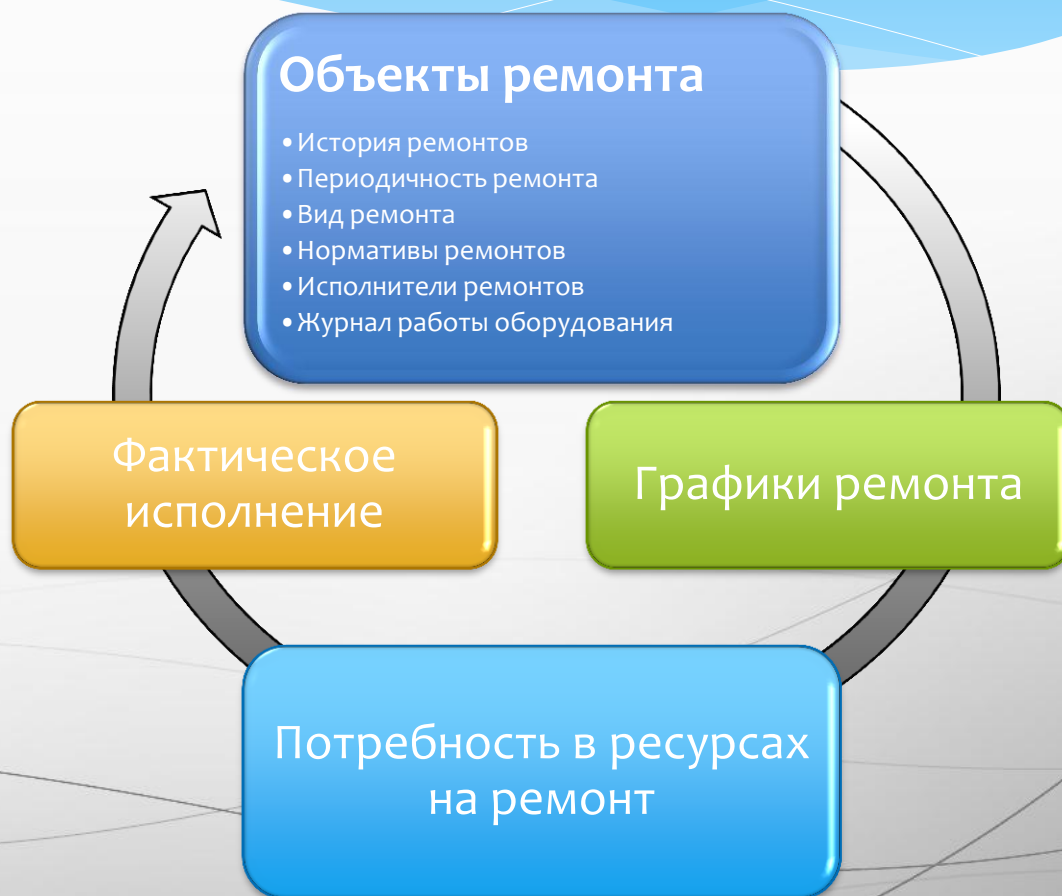 Объекты ремонта
•История ремонтов
•Периодичность ремонта
•Вид ремонта
•Нормативы ремонтов
•Исполнители ремонтов
•Журнал работы оборудования
Фактическое
исполнение
Графики ремонта
Потребность в ресурсах
на ремонт